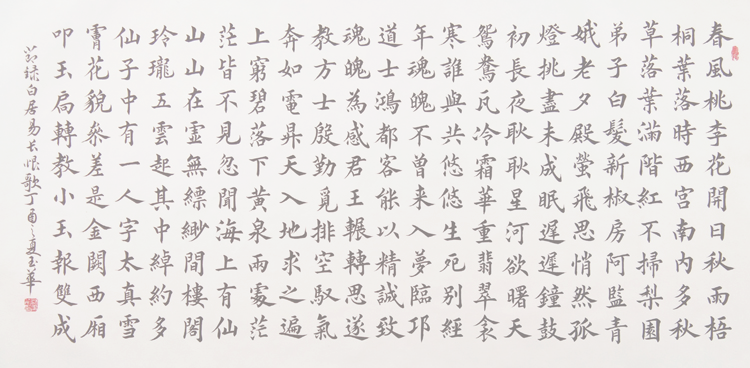 春風桃李花開日秋雨梧
桐葉落時西宮南內多秋
草落葉滿階紅不掃梨園
弟子白髮新椒房阿監青
娥老夕殿螢飛思悄然孤
燈挑盡未成眠遲遲鐘鼓
初長夜耿耿星河欲曙天
鴛鴦瓦冷霜華重翡翠衾
寒誰與共悠悠生死別經
年魂魄不曾来入夢臨邛
道士鴻都客能以精誠致
魂魄為感君王輾轉思遂
教方士殷勤覓排空馭氣
奔如電昇天入地求之遍
上窮碧落下黃泉兩處茫
茫皆不見忽聞海上有仙
山山在虛無縹緲間樓閣
玲瓏五雲起其中綽約多
仙子中有一人字太真雪
膚花貌參差是金闕西廂
叩玉扃轉教小玉報雙成
節録白居易长恨歌丁酉之夏玉華